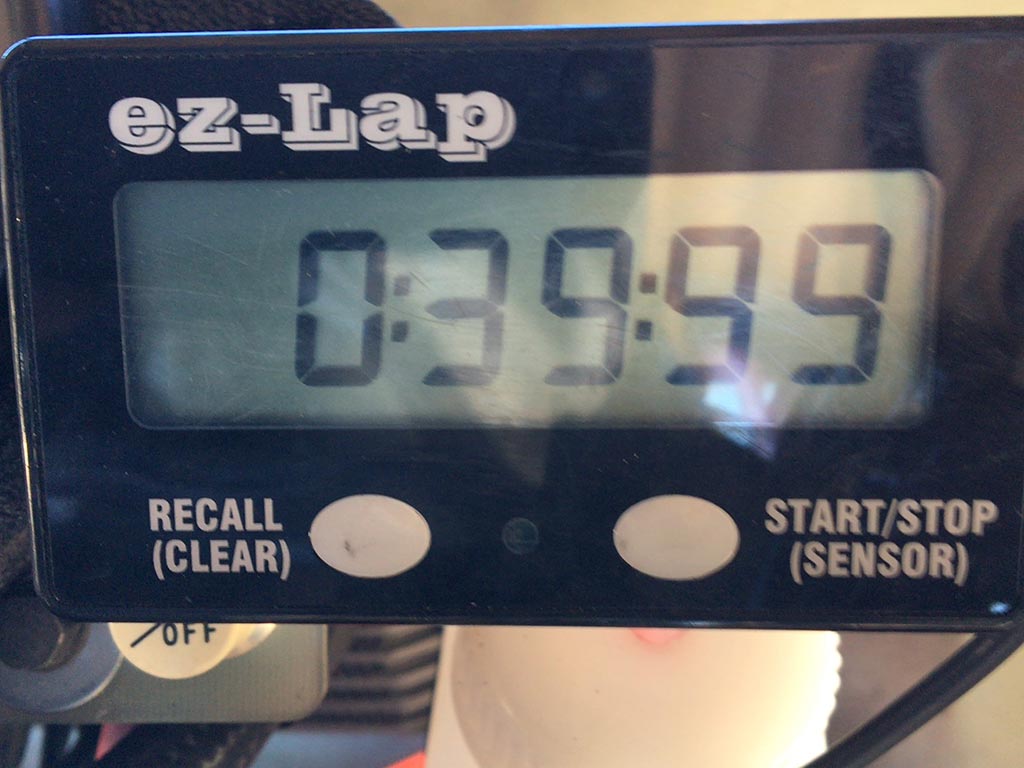 ez-Lap
0:39:99
RECALL
(CLEAR)
START/STOP
(SENSOR)
/OFF